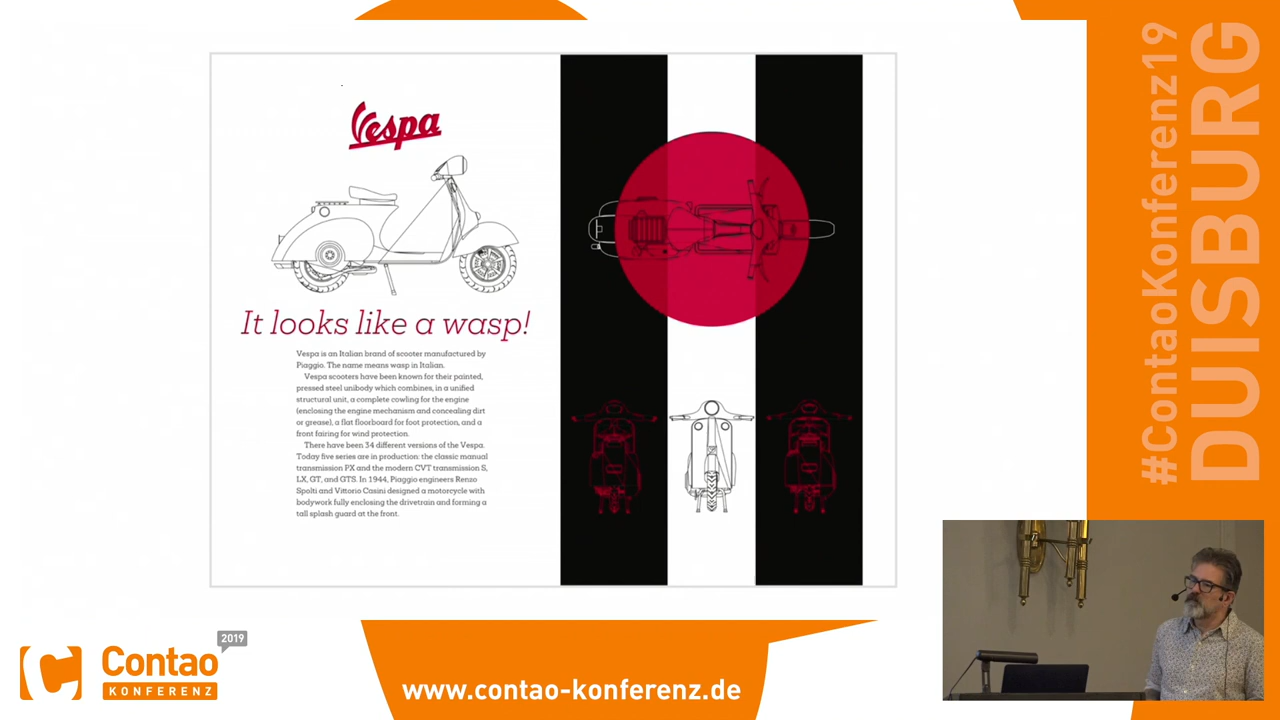 Vespa
It looks like a wasp!
Vespa is an Italian brand of scooter manufactured by
Piaggio. The name means wasp in Italian.
Vespa scooters have been known for their painted,
pressed steel unibody which combines, in a unified
structural unit, a complete cowling for the engine
(enclosing the engine mechanism and concealing dirt
or grease), a flat floorboard for foot protection, and a
front fairing for wind protection.
There have been 34 different versions of the Vespa.
Today five series are in production: the classic manual
transmission PX and the modern CVT transmission S,
LX, GT, and GTS. In 1944, Piaggio engineers Renzo
Spolti and Vittorio Casini designed a motorcycle with
bodywork fully enclosing the drivetrain and forming a
tall splash guard at the front.
#ContaoKonferenz19
DUISBURG
2019
Contao
KONFERENZ
www.contao-konferenz.de